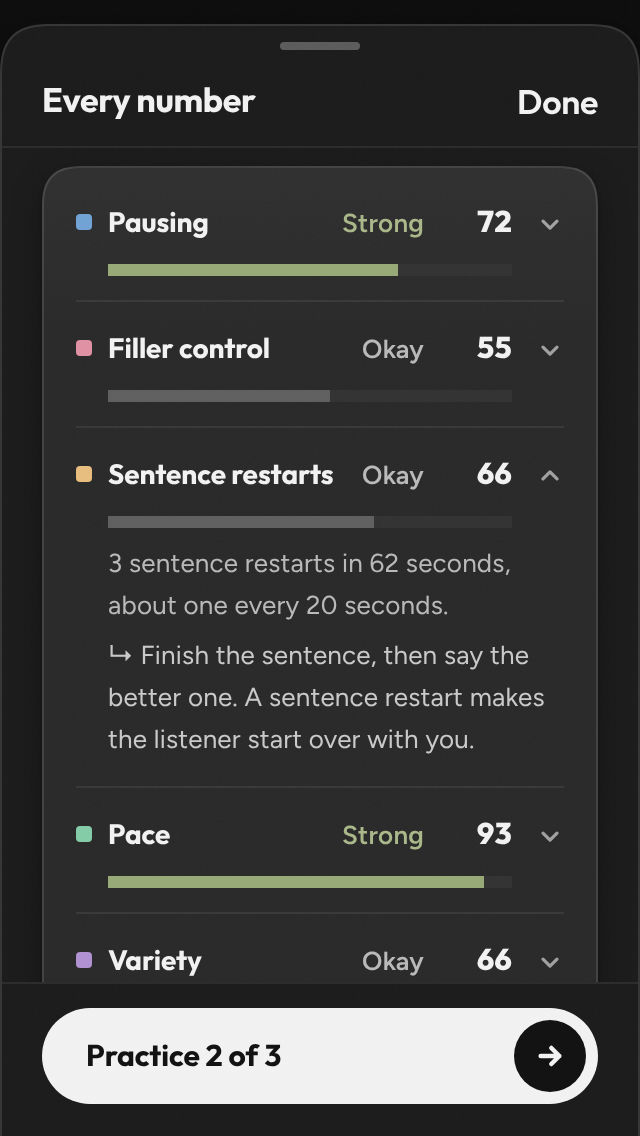 Every number
Done
Pausing Strong 72
Filler control Okay 55
Sentence restarts Okay 66
3 sentence restarts in 62 seconds,
about one every 20 seconds.
↳ Finish the sentence, then say the
better one. A sentence restart makes
the listener start over with you.
Pace Strong 93
Variety Okay 66
Practice 2 of 3